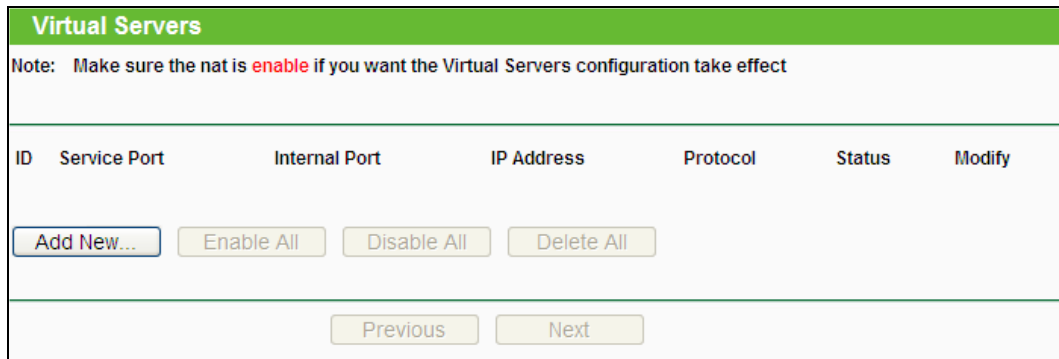 Virtual Servers
Note: Make sure the nat is enable if you want the Virtual Servers configuration take effect
ID Service Port Internal Port IP Address Protocol Status Modify
Add New... Enable All Disable All Delete All
Previous Next